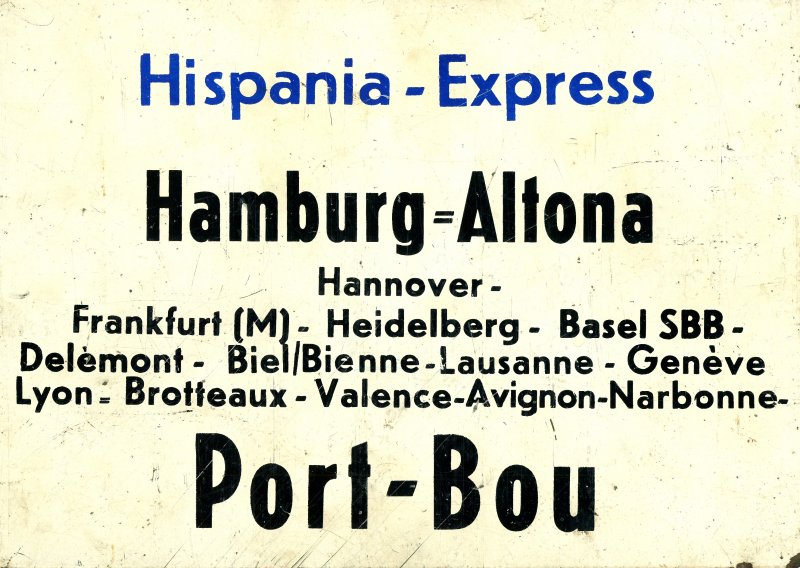 Hispania - Express
Hamburg=Altona
Hannover -
Frankfurt (M) - Heidelberg - Basel SBB -
Delèmont - Biel/Bienne-Lausanne - Genève
Lyon = Brotteaux - Valence-Avignon-Narbonne-
Port-Bou